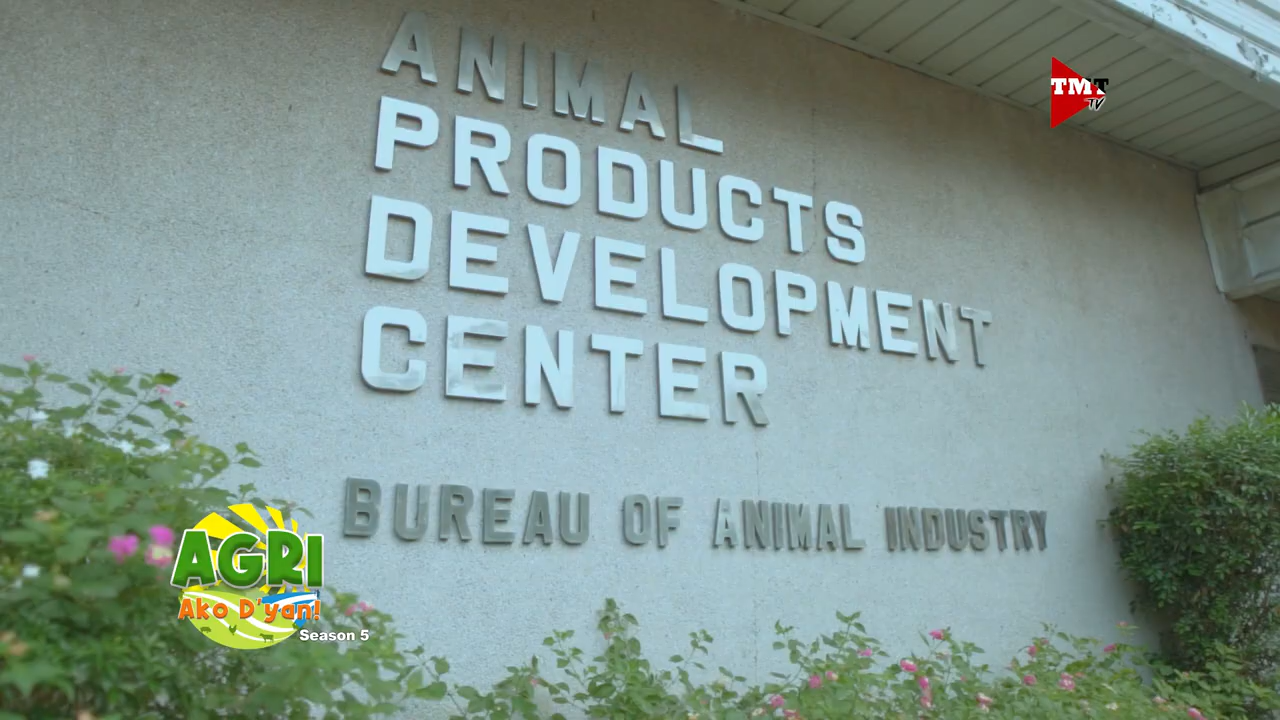 ANIMAL
PRODUCTS
DEVELOPMENT
CENTER
BUREAU OF ANIMAL INDUSTRY
TMT
TV
AGRI
Ako D'yan!
Season 5